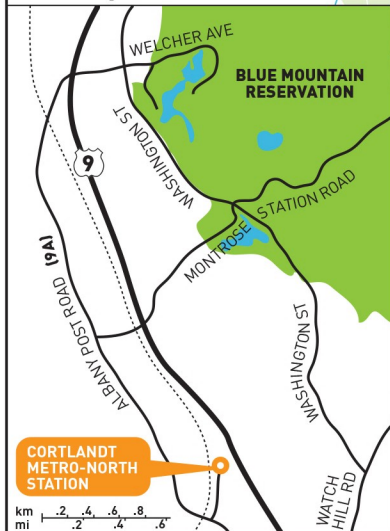 WELCHER AVE
BLUE MOUNTAIN
RESERVATION
WASHINGTON ST
9
MONTROSE STATION ROAD
ALBANY POST ROAD (9A)
WASHINGTON ST
CORTLANDT
METRO-NORTH
STATION
WATCH
HILL RD
km .2 .4 .6 .8
mi .2 .4 .6